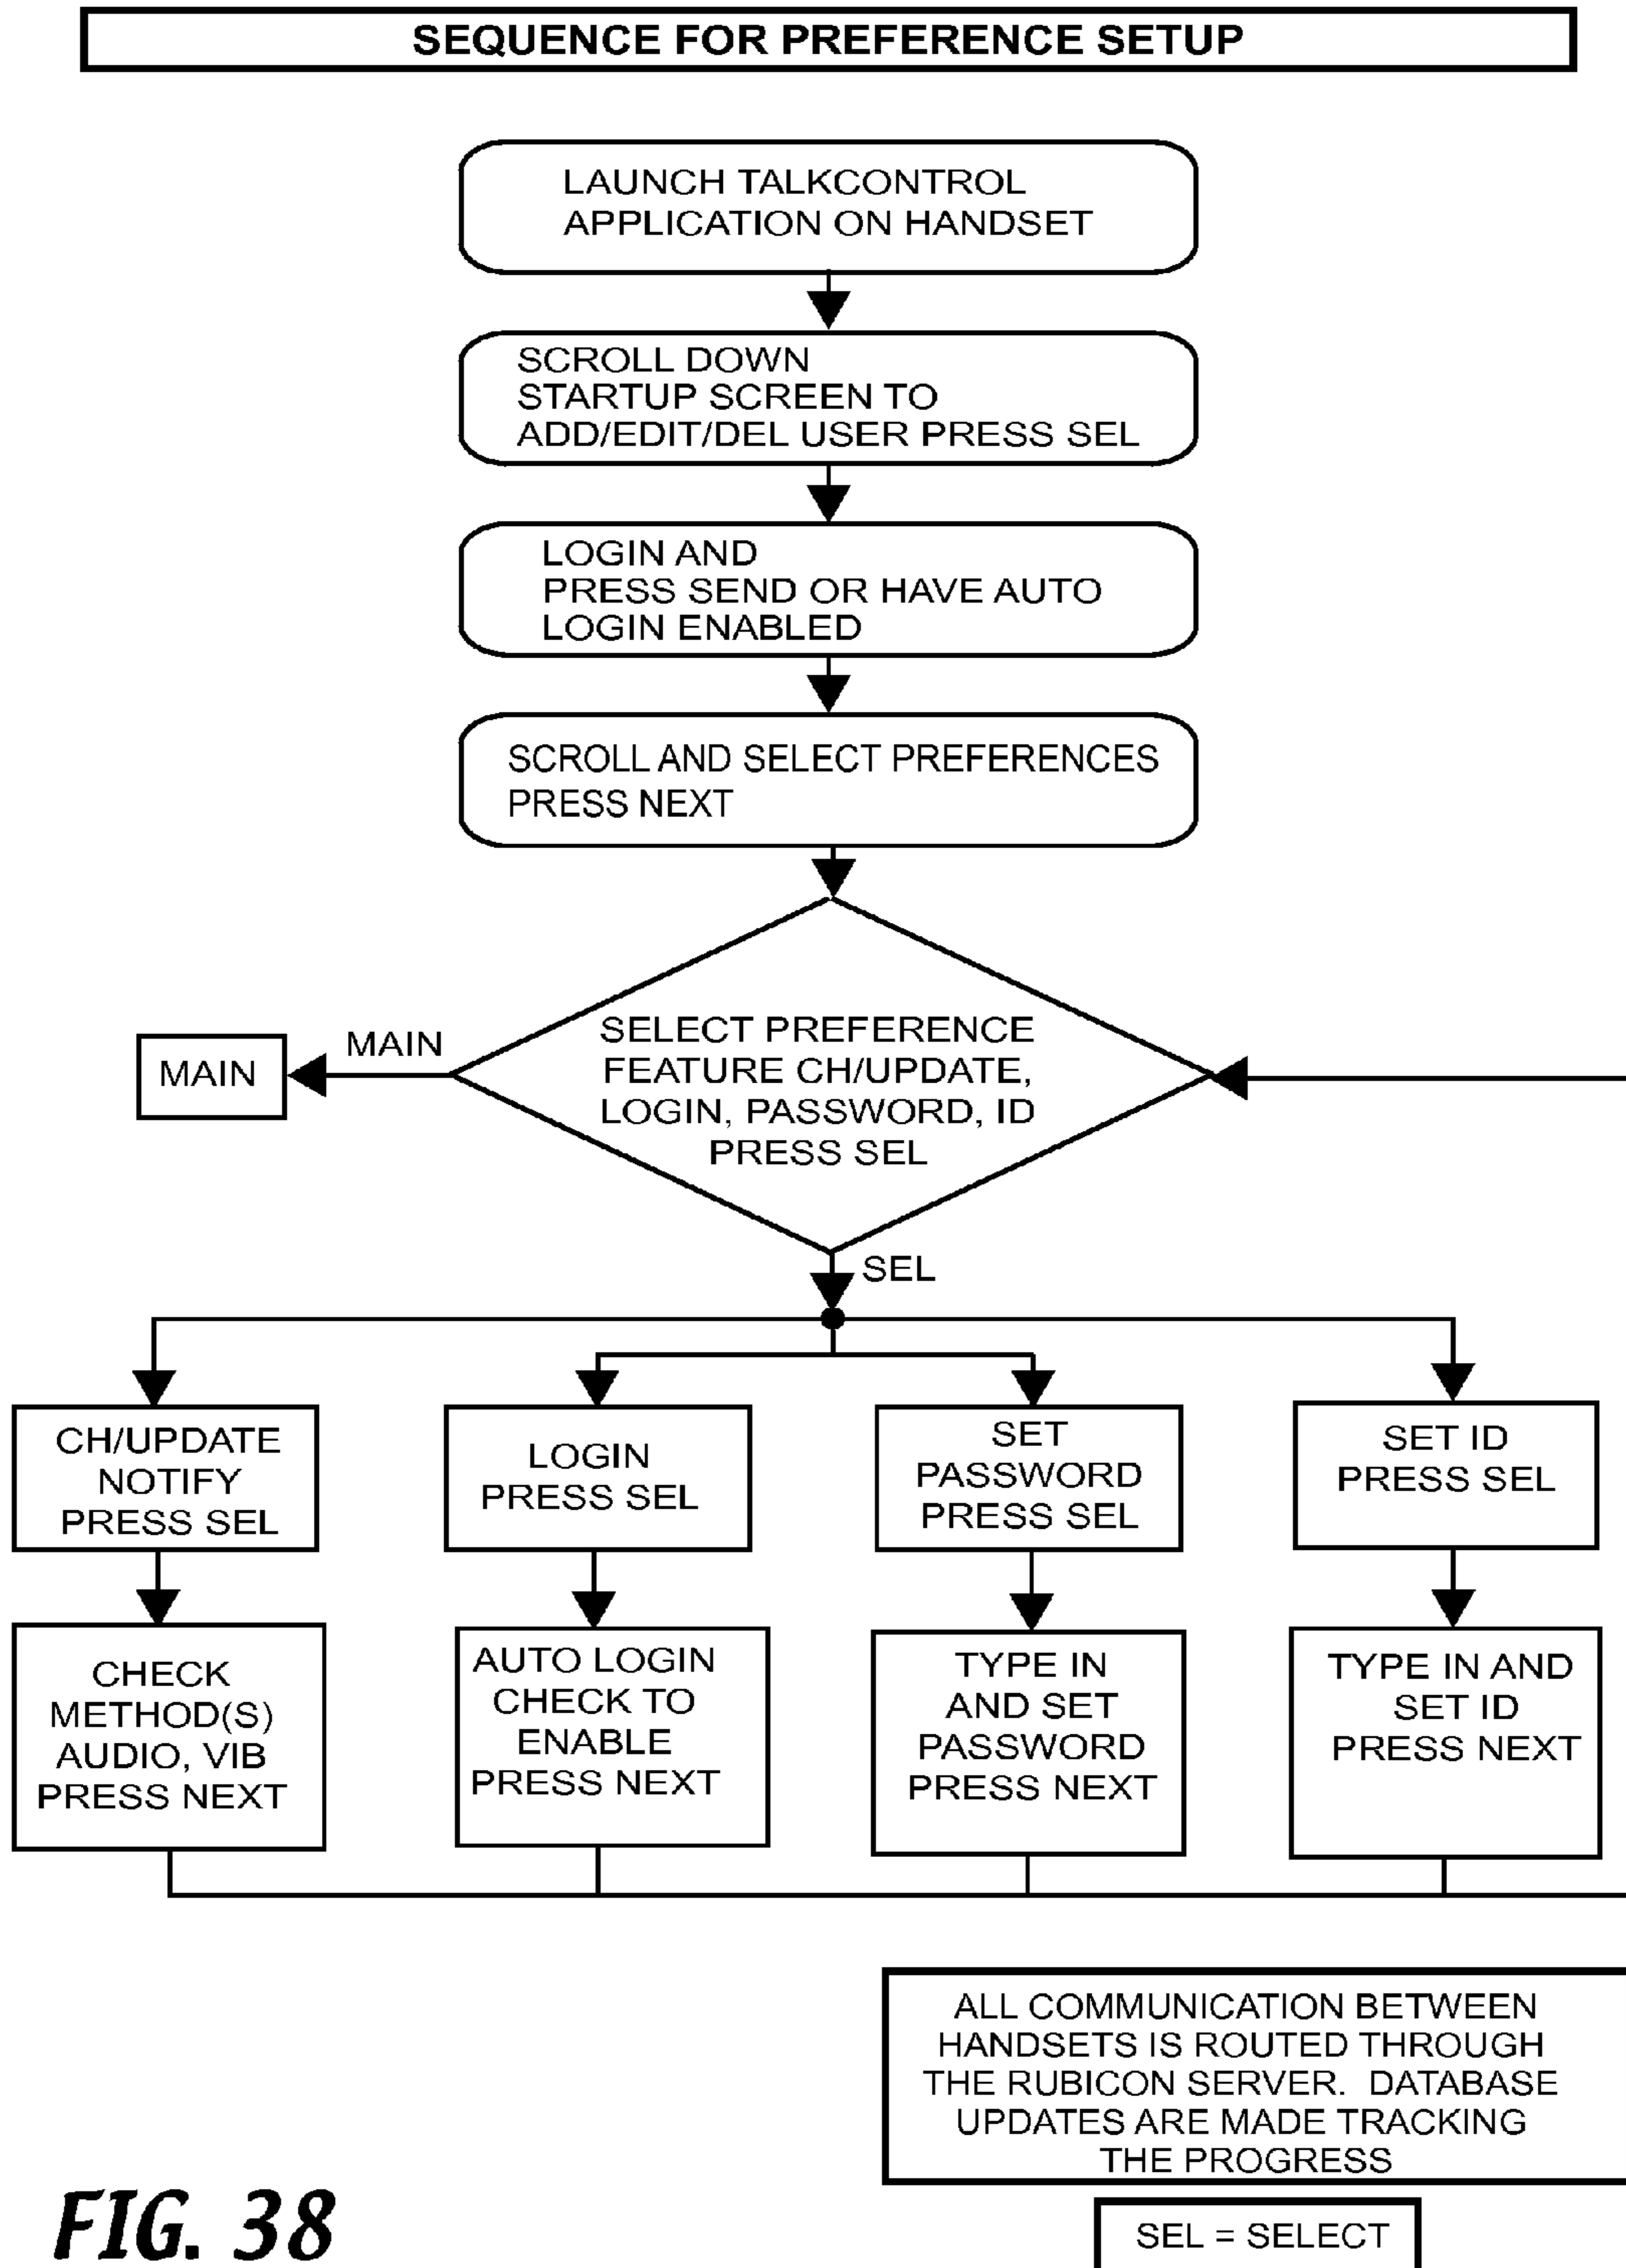 SEQUENCE FOR PREFERENCE SETUP
LAUNCH TALKCONTROL
APPLICATION ON HANDSET
SCROLL DOWN
STARTUP SCREEN TO
ADD/EDIT/DEL USER PRESS SEL
LOGIN AND
PRESS SEND OR HAVE AUTO
LOGIN ENABLED
SCROLL AND SELECT PREFERENCES
PRESS NEXT
SELECT PREFERENCE
FEATURE CH/UPDATE,
LOGIN, PASSWORD, ID
PRESS SEL
MAIN
MAIN
SEL
CH/UPDATE
NOTIFY
PRESS SEL
LOGIN
PRESS SEL
SET
PASSWORD
PRESS SEL
SET ID
PRESS SEL
CHECK
METHOD(S)
AUDIO, VIB
PRESS NEXT
AUTO LOGIN
CHECK TO
ENABLE
PRESS NEXT
TYPE IN
AND SET
PASSWORD
PRESS NEXT
TYPE IN AND
SET ID
PRESS NEXT
ALL COMMUNICATION BETWEEN
HANDSETS IS ROUTED THROUGH
THE RUBICON SERVER. DATABASE
UPDATES ARE MADE TRACKING
THE PROGRESS
FIG. 38
SEL = SELECT